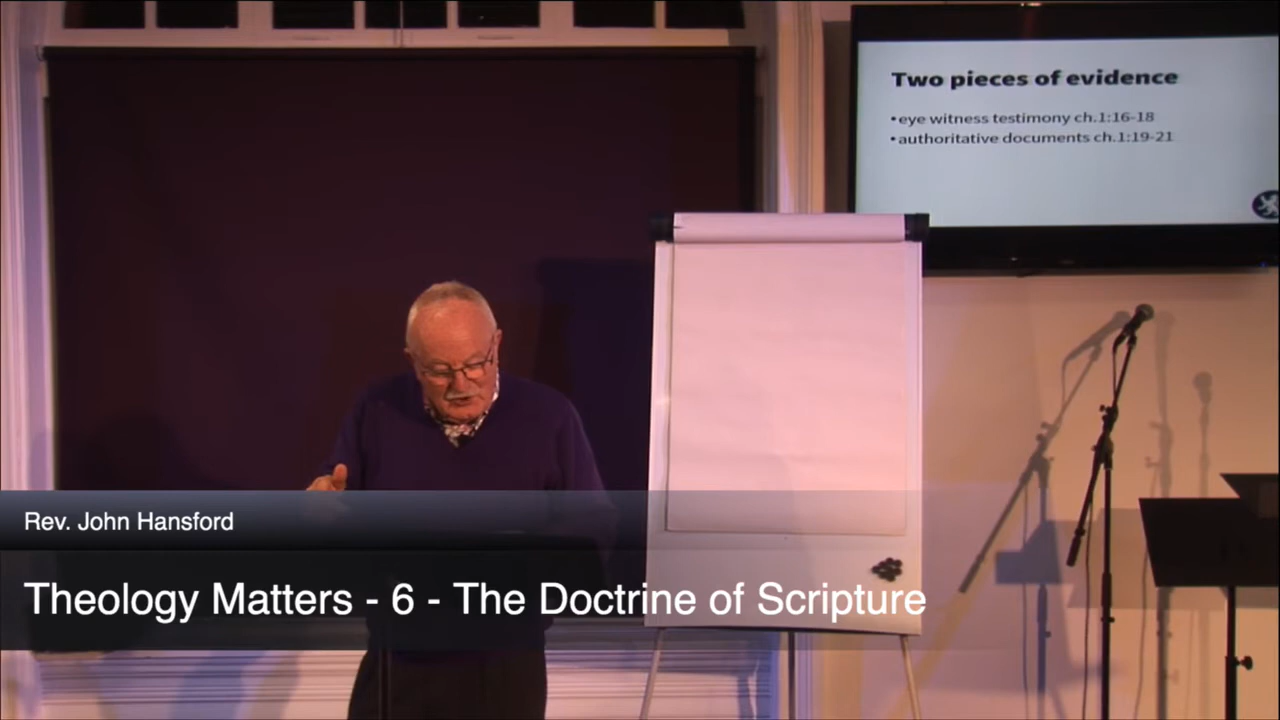 Two pieces of evidence
•eye witness testimony ch.1:16-18
•authoritative documents ch.1:19-21
Rev. John Hansford
Theology Matters - 6 - The Doctrine of Scripture